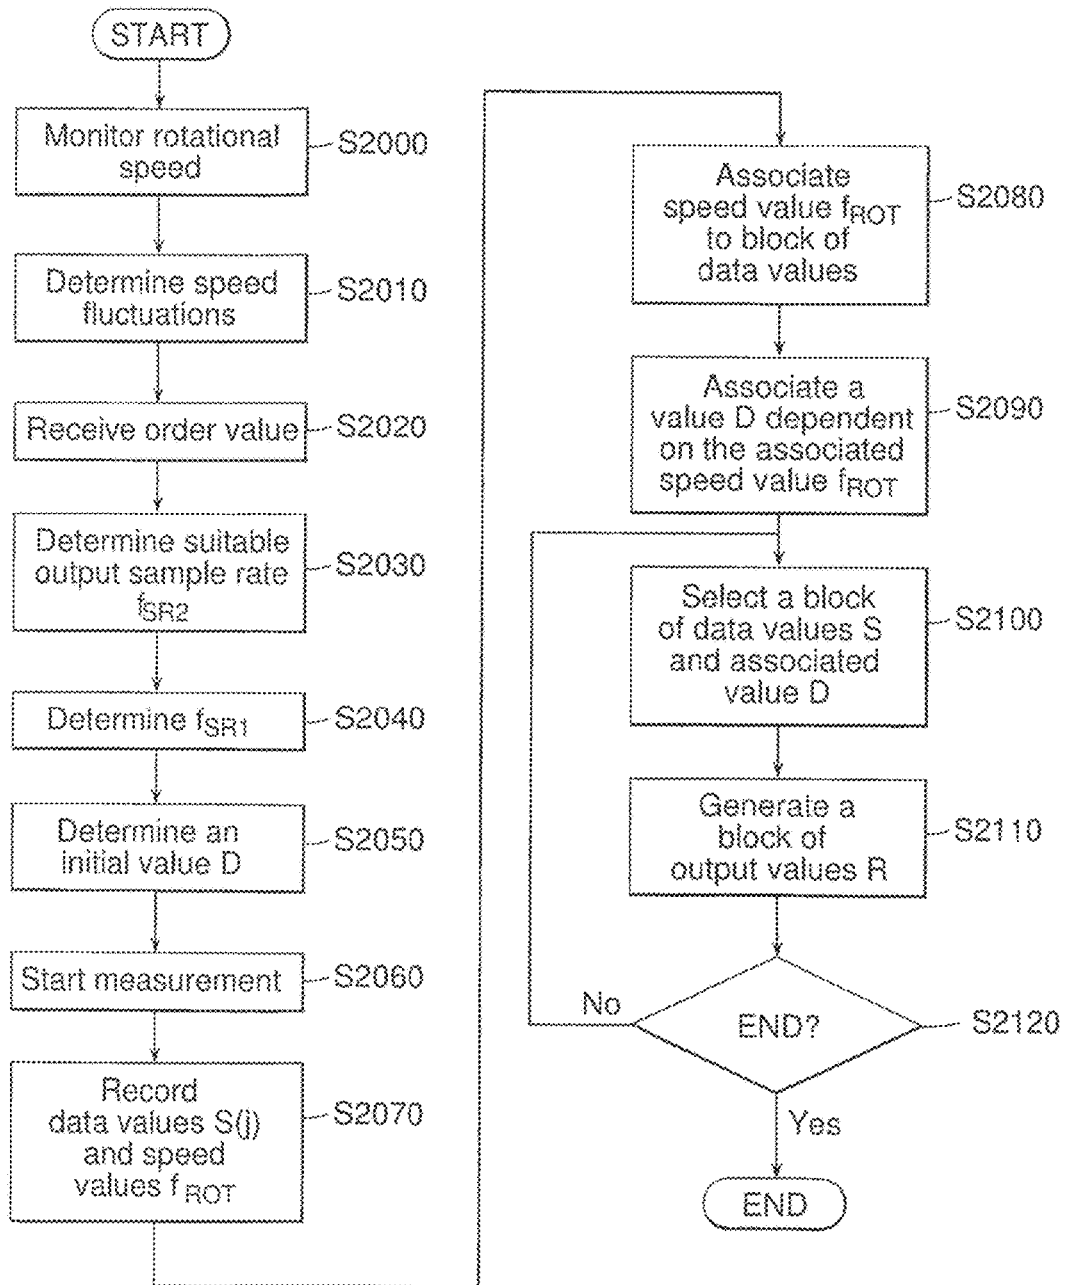 START
Monitor rotational
speed
S2000
Determine speed
fluctuations
S2010
Receive order value
S2020
Determine suitable
output sample rate
fSR2
S2030
Determine fSR1
S2040
Determine an
initial value D
S2050
Start measurement
S2060
Record
data values S(j)
and speed
values fROT
S2070
Associate
speed value fROT
to block of
data values
S2080
Associate a
value D dependent
on the associated
speed value fROT
S2090
Select a block
of data values S
and associated
value D
S2100
Generate a
block of
output values R
S2110
END?
S2120
No
Yes
END